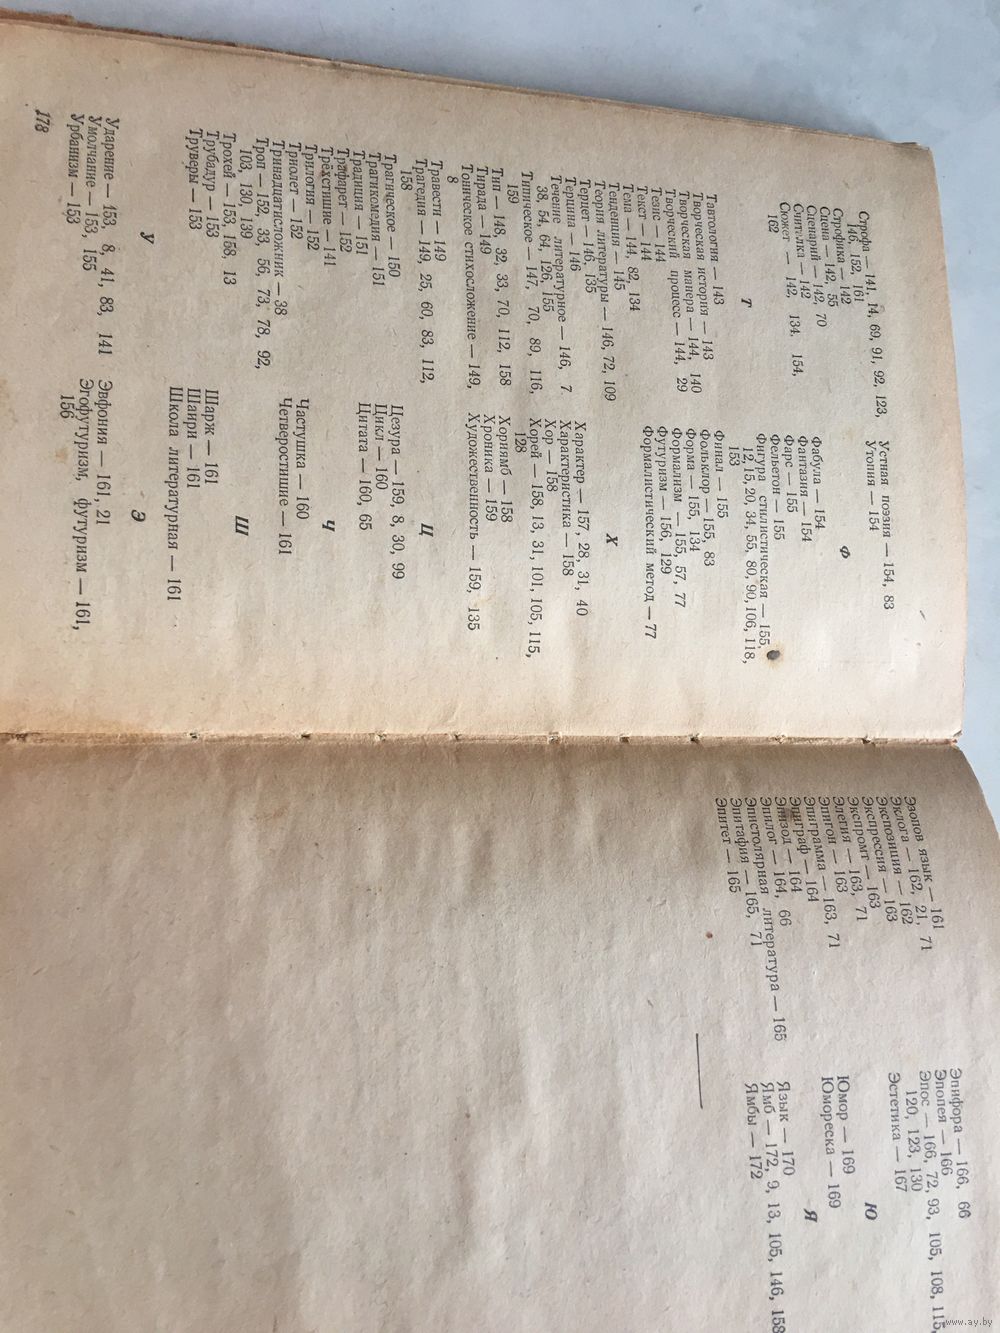 Строфа — 141, 14, 69, 91, 92, 123,
146, 152, 161
Строфика — 142
Сцена — 142, 55
Сценарий — 142, 70
Считалка — 142
Сюжет — 142, 134, 154,
162
Т
Тавтология — 143
Творческая история — 143
Творческая манера — 144, 140
Творческий процесс — 144, 29
Тезис — 144
Текст — 144
Тема — 144, 82, 134
Тенденция — 145
Теория литературы — 146, 72, 109
Терцет — 146, 135
Терцина — 146
Течение литературное — 146, 7
38, 54, 64, 126, 155
Типическое — 147, 70, 89, 116,
159
Тип — 148, 32, 33, 70, 112, 158
Тирада — 149
Тоническое стихосложение — 149,
8
Травести — 149
Трагедия — 149, 25, 60, 83, 112,
158
Трагическое — 150
Трагикомедия — 151
Традиция — 151
Трафарет — 152
Трёхстишие — 141
Трилогия — 152
Триолет — 152
Тринадцатисложник — 38
Троп — 152, 33, 56, 73, 78, 92,
103, 130, 139
Трохей — 153, 158, 13
Трубадур — 153
Труверы — 153
У
Ударение — 153, 8, 41, 83, 141
Умолчание — 153, 155
Урбанизм — 153
178
Устная поэзия — 154, 83
Утопия — 154
Ф
Фабула — 154
Фантазия — 154
Фарс — 155
Фельетон — 155
Фигура стилистическая — 155,
12, 15, 20, 34, 55, 80, 90, 106, 118,
153
Финал — 155
Фольклор — 155, 83
Форма — 155, 134
Формализм — 155, 57, 77
Футуризм — 156, 129
Формалистический метод — 77
Х
Характер — 157, 28, 31, 40
Характеристика — 158
Хор — 158
Хорей — 158, 13, 31, 101, 105, 115,
128
Хориямб — 158
Хроника — 159
Художественность — 159, 135
Ц
Цезура — 159, 8, 30, 99
Цикл — 160
Цитата — 160, 65
Ч
Частушка — 160
Четверостишие — 161
Ш
Шарж — 161
Шаири — 161
Школа литературная — 161
Э
Эвфония — 161, 21
Эгофутуризм, футуризм — 161,
156
Эзопов язык — 161
Эклога — 162, 21, 71
Экспозиция — 162
Экспрессия — 163
Экспромт — 163
Элегия — 163, 71
Эпигон — 163
Эпиграмма — 163, 71
Эпиграф — 164
Эпизод — 164
Эпилог — 164, 66
Эпистолярная литература — 165
Эпитафия — 165, 71
Эпитет — 165
Эпифора — 166, 66
Эпопея — 166
Эпос — 166, 72, 93, 105, 108, 115,
120, 123, 130
Эстетика — 167
Ю
Юмор — 169
Юмореска — 169
Я
Язык — 170
Ямб — 172, 9, 13, 105, 146, 158
Ямбы — 172
www.ay.by